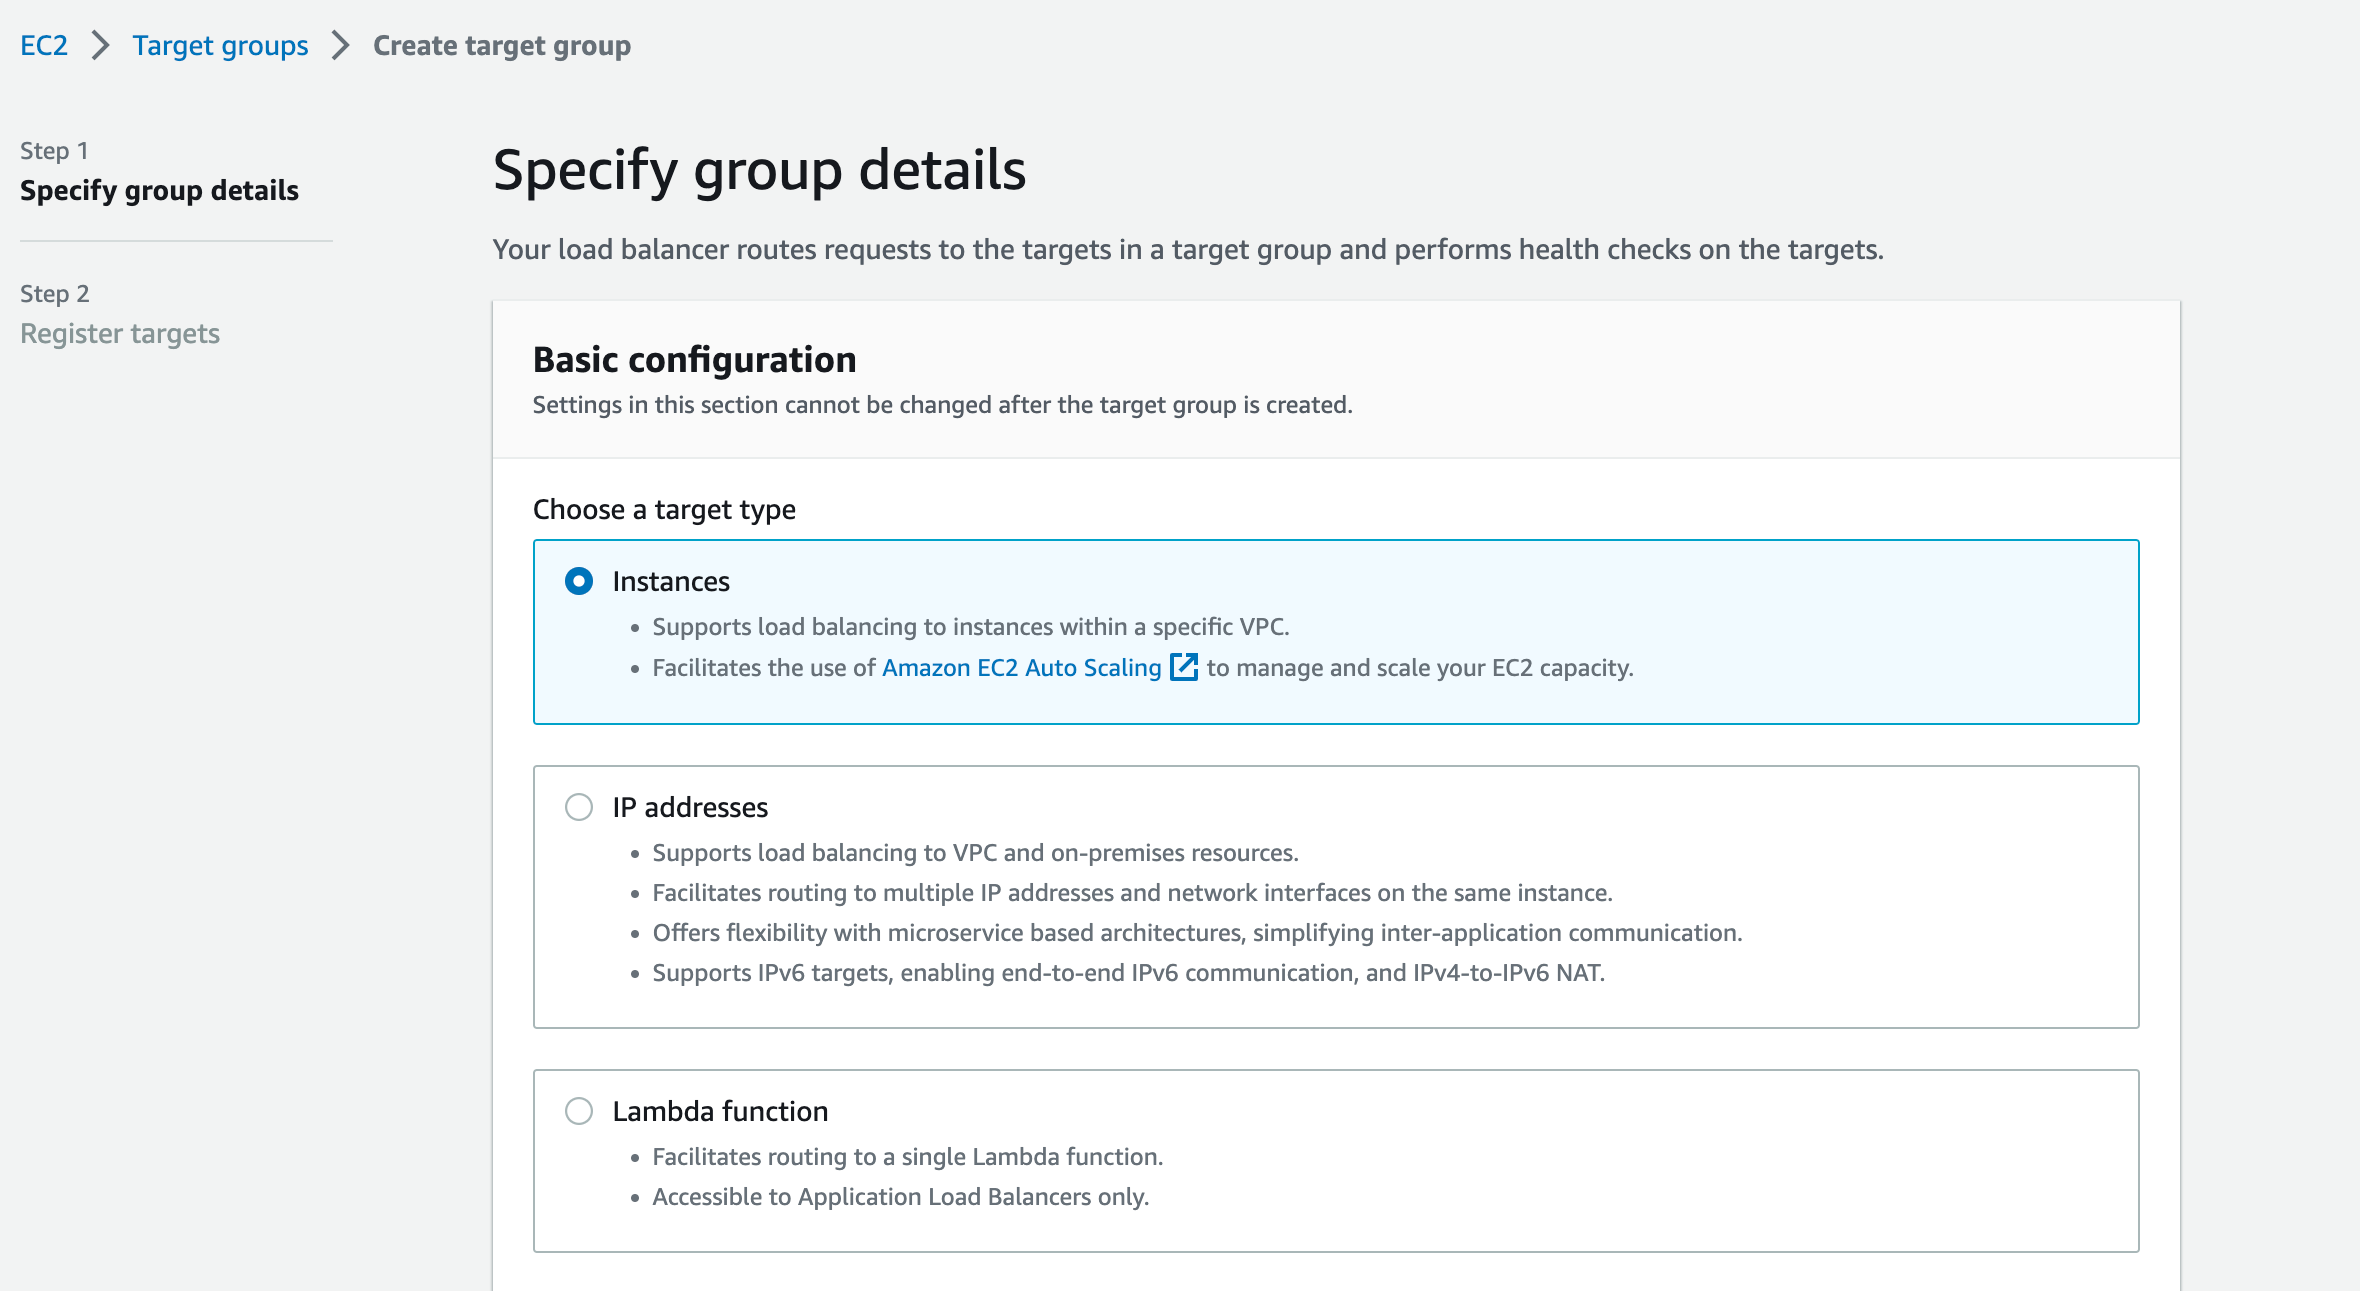 EC2 > Target groups > Create target group
Step 1
Specify group details
Step 2
Register targets
Specify group details
Your load balancer routes requests to the targets in a target group and performs health checks on the targets.
Basic configuration
Settings in this section cannot be changed after the target group is created.
Choose a target type
Instances
• Supports load balancing to instances within a specific VPC.
• Facilitates the use of Amazon EC2 Auto Scaling to manage and scale your EC2 capacity.
IP addresses
• Supports load balancing to VPC and on-premises resources.
• Facilitates routing to multiple IP addresses and network interfaces on the same instance.
• Offers flexibility with microservice based architectures, simplifying inter-application communication.
• Supports IPv6 targets, enabling end-to-end IPv6 communication, and IPv4-to-IPv6 NAT.
Lambda function
• Facilitates routing to a single Lambda function.
• Accessible to Application Load Balancers only.